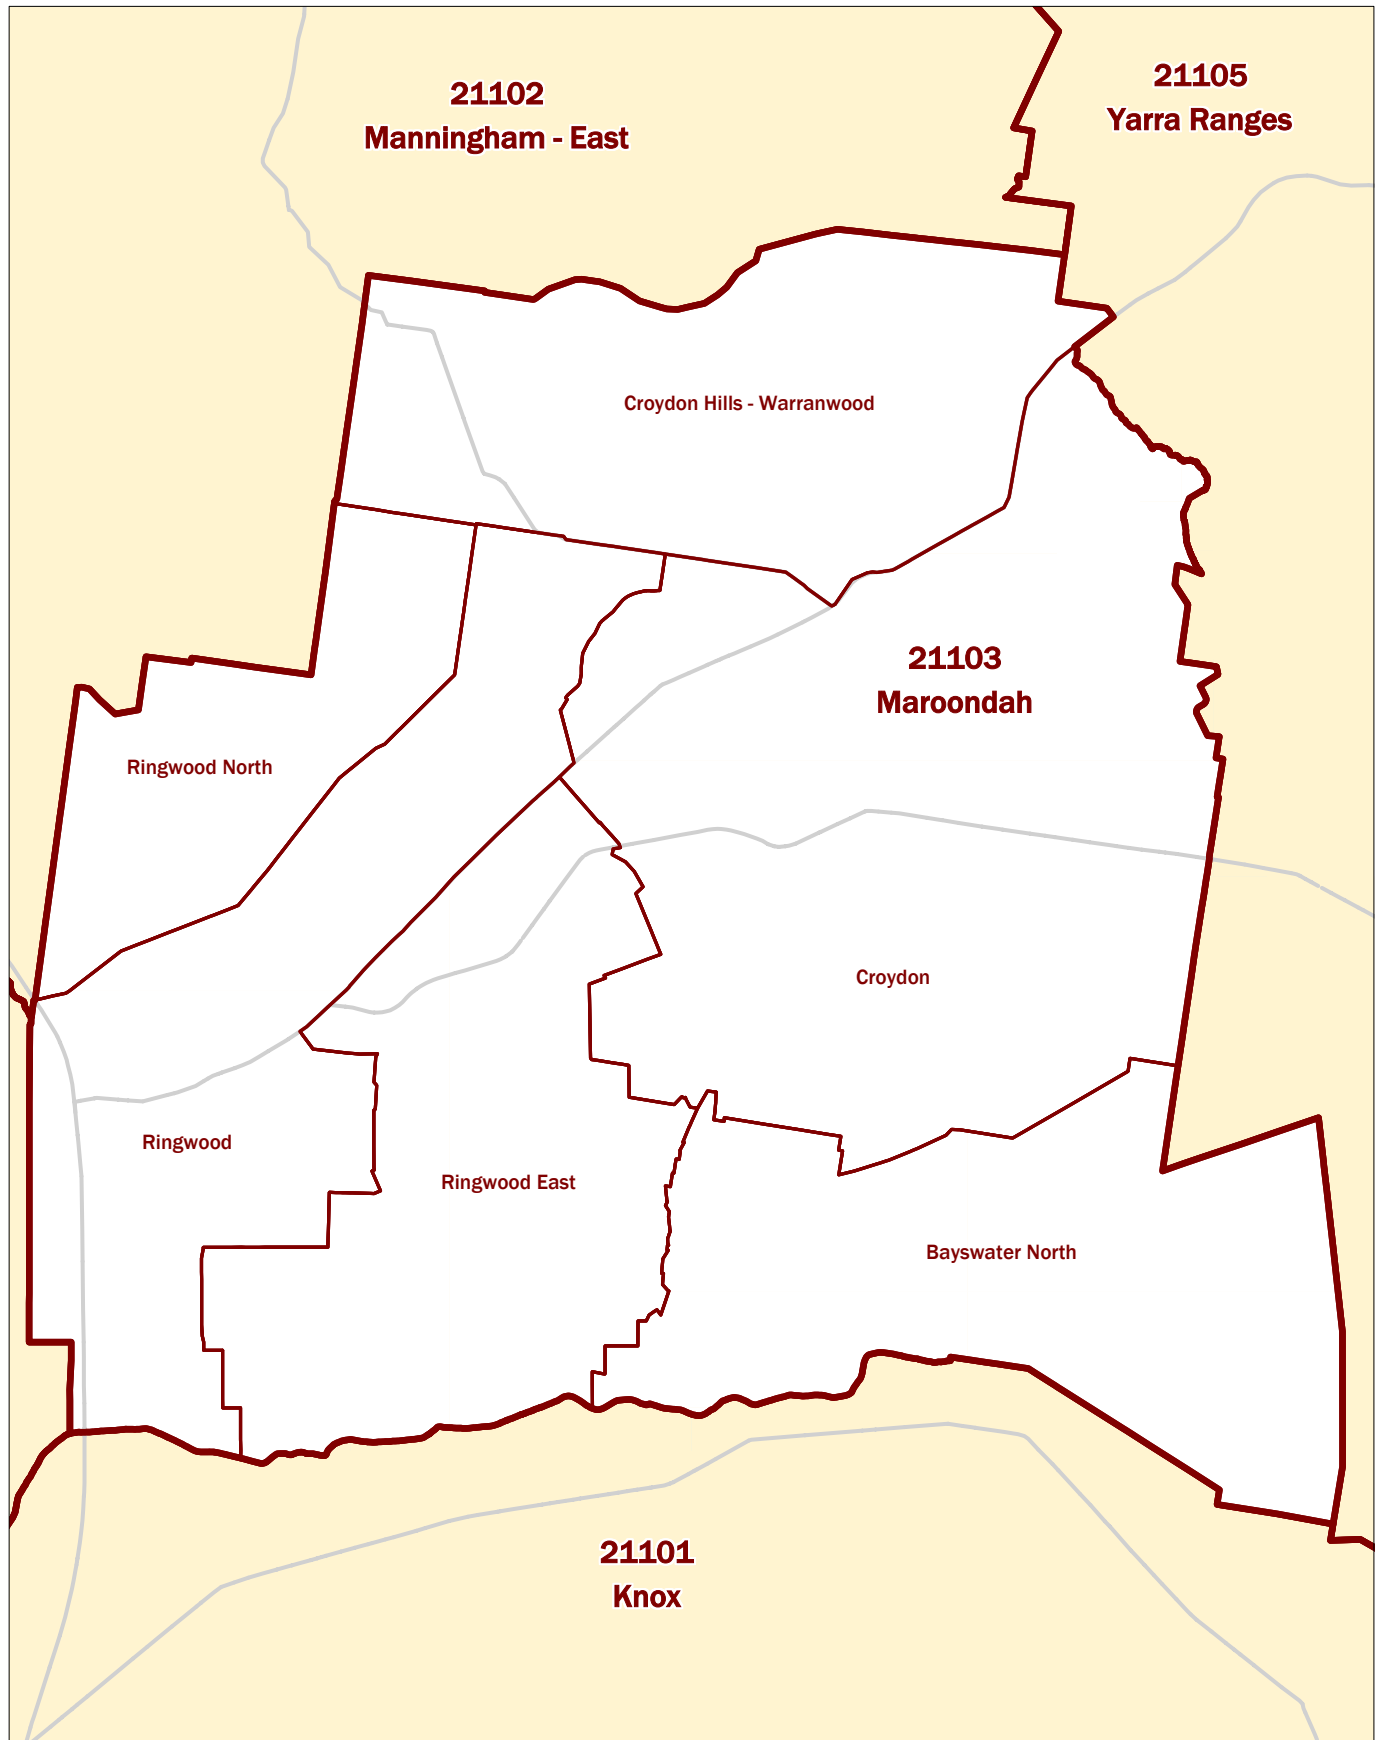 21102
Manningham - East
21105
Yarra Ranges
Croydon Hills - Warranwood
21103
Maroondah
Ringwood North
Croydon
Ringwood
Ringwood East
Bayswater North
21101
Knox